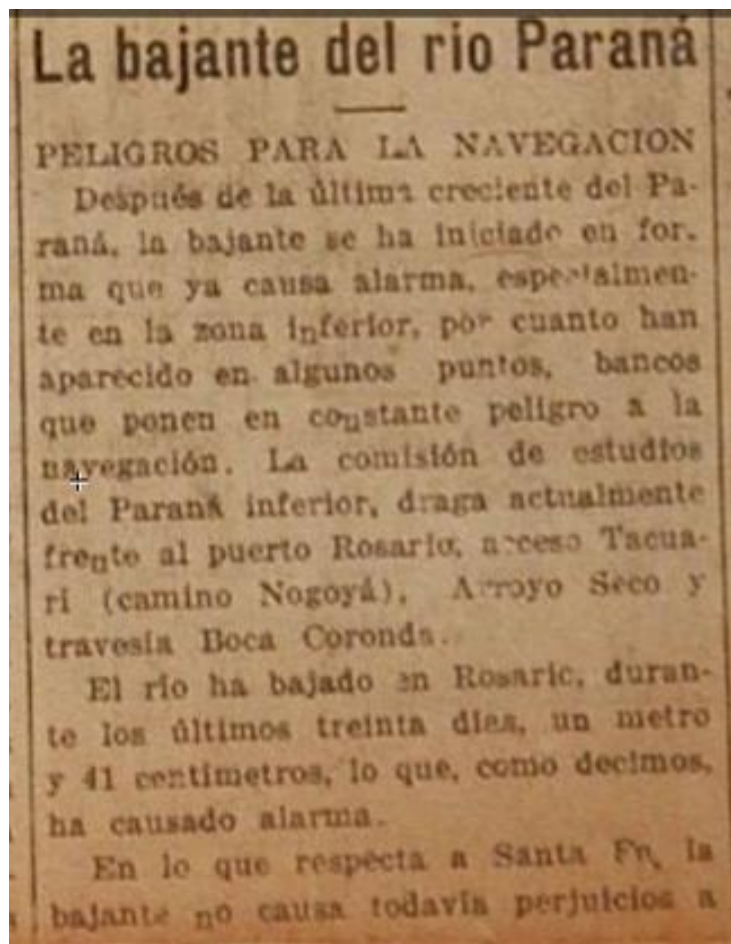 La bajante del rio Paraná
PELIGROS PARA LA NAVEGACION
Después de la última creciente del Pa-
raná, la bajante se ha iniciado en for.
ma que ya causa alarma, especialmen-
te en la zona inferior, por cuanto han
aparecido en algunos puntos, bancos
que ponen en constante peligro a la
navegación. La comisión de estudios
del Paraná inferior, draga actualmente
frente al puerto Rosario, acceso Tacua-
rí (camino Nogoyá), Arroyo Seco y
travesía Boca Coronda.
El río ha bajado en Rosaric, duran-
te los últimos treinta días, un metro
y 41 centímetros, lo que, como decimos,
ha causado alarma.
En lo que respecta a Santa Fe, la
bajante no causa todavía perjuicios a